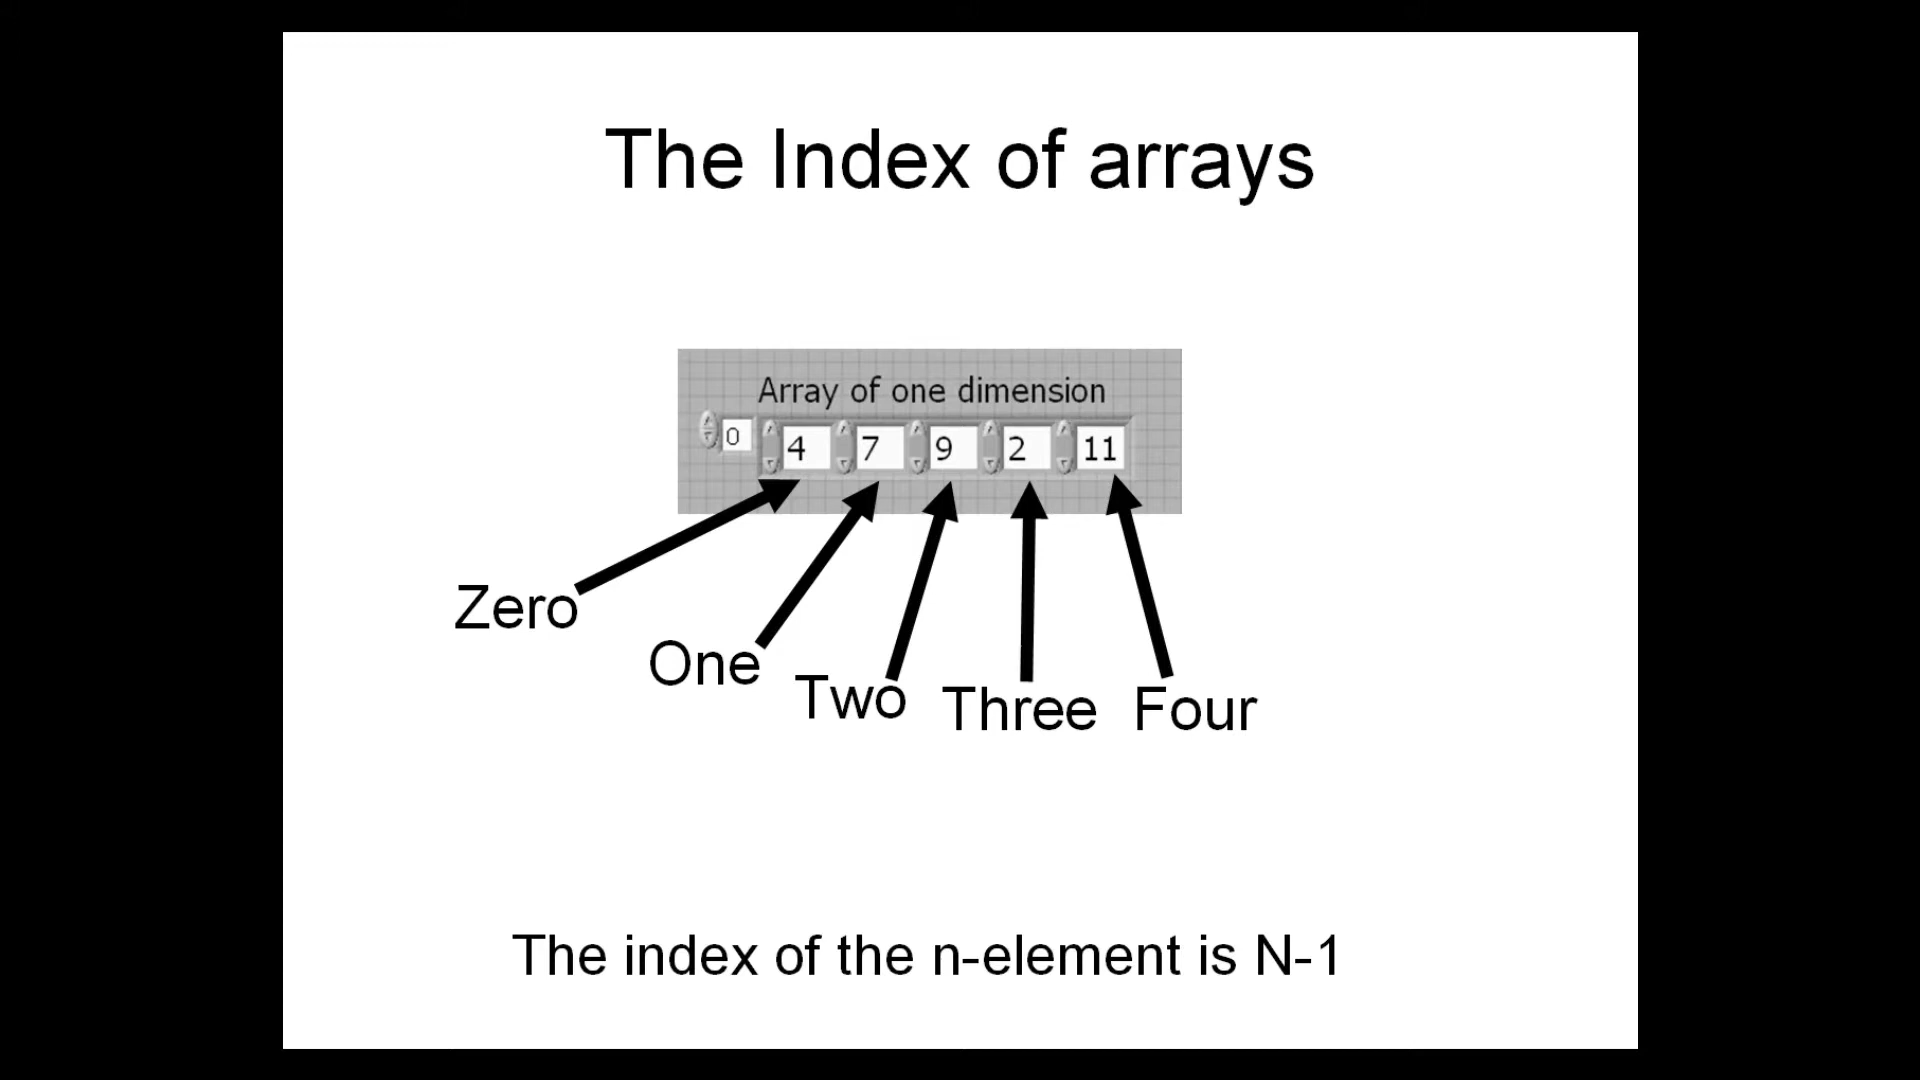 The Index of arrays
Array of one dimension
0 4 7 9 2 11
Zero
One
Two Three Four
The index of the n-element is N-1